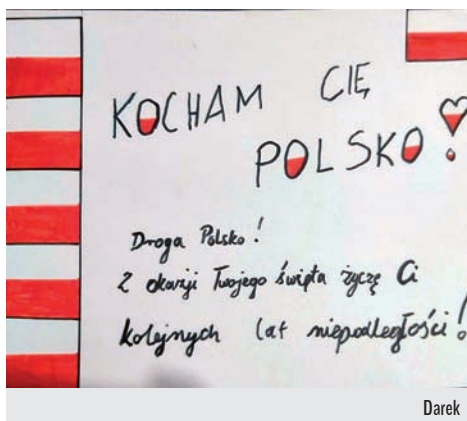 KOCHAM CIĘ
POLSKO!
Droga Polsko!
Z okazji Twojego święta życzę Ci
kolejnych lat niepodległości!
Darek